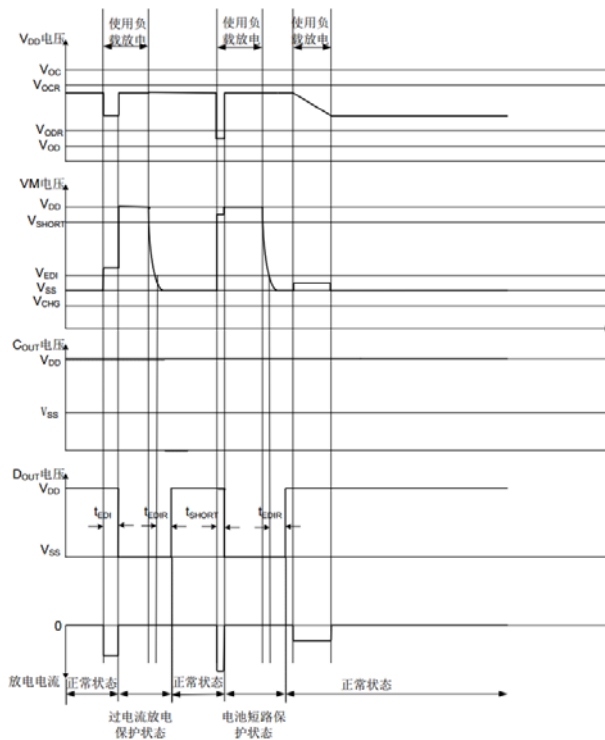 使用负 使用负 使用负
载放电 载放电 载放电
VDD电压
VOC
VOCR
VODR
VOD
VM电压
VDD
VSHORT
VEDI
VSS
VCHG
COUT电压
VDD
VSS
DOUT电压
VDD
tEDI tEDIR tSHORT tEDIR
VSS
0
放电电流 正常状态 正常状态 正常状态
过电流放电 电池短路保
保护状态 护状态